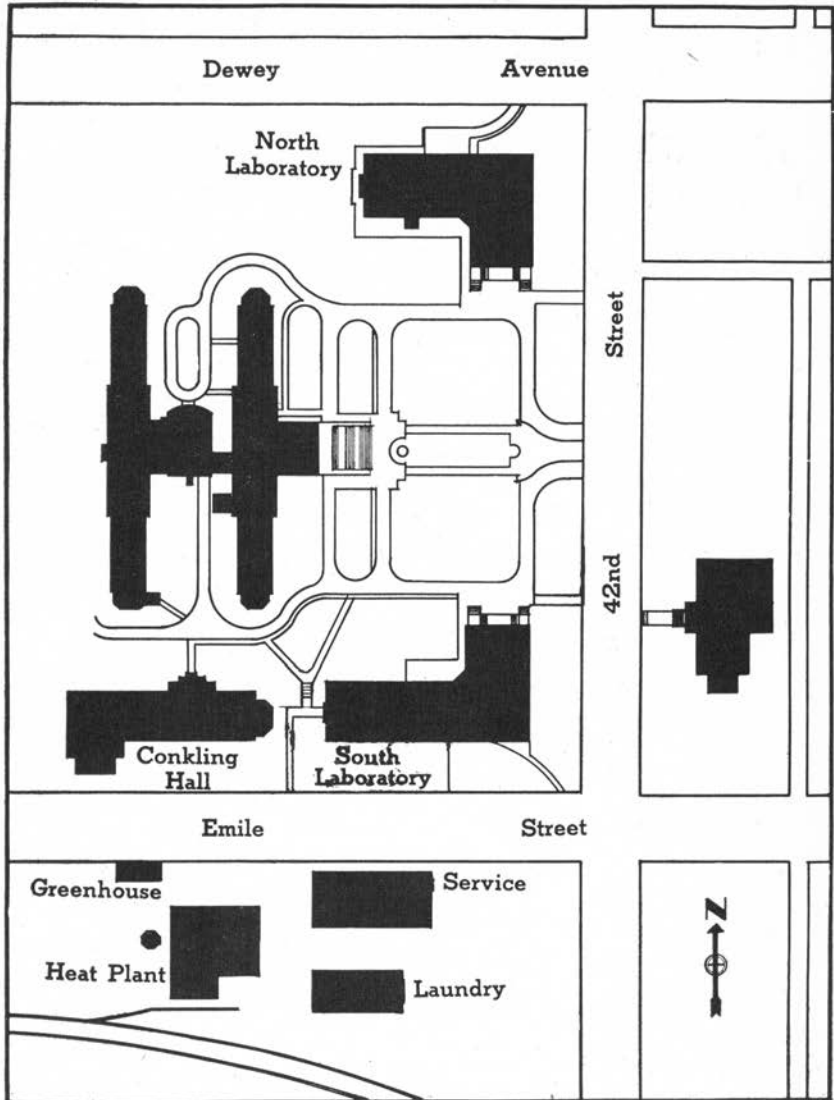 Dewey Avenue
North
Laboratory
Street
42nd
Conkling
Hall
South
Laboratory
Emile Street
Greenhouse
Service
Heat Plant
Laundry
N